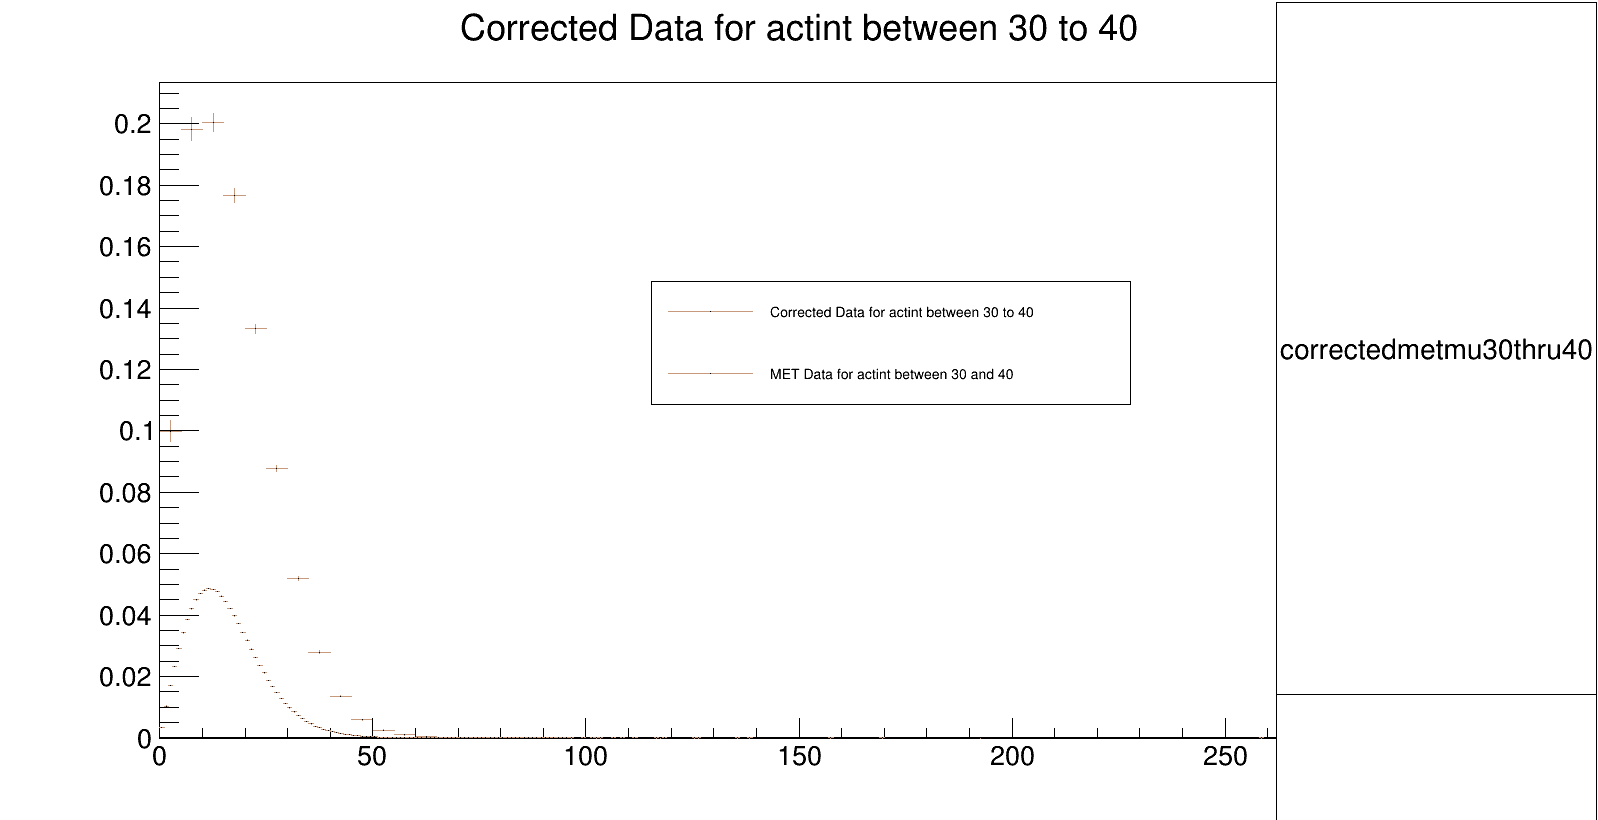 Corrected Data for actint between 30 to 40
0.2
0.18
0.16
0.14
0.12
0.1
0.08
0.06
0.04
0.02
0
Corrected Data for actint between 30 to 40
MET Data for actint between 30 and 40
correctedmetmu30thru40
0 50 100 150 200 250